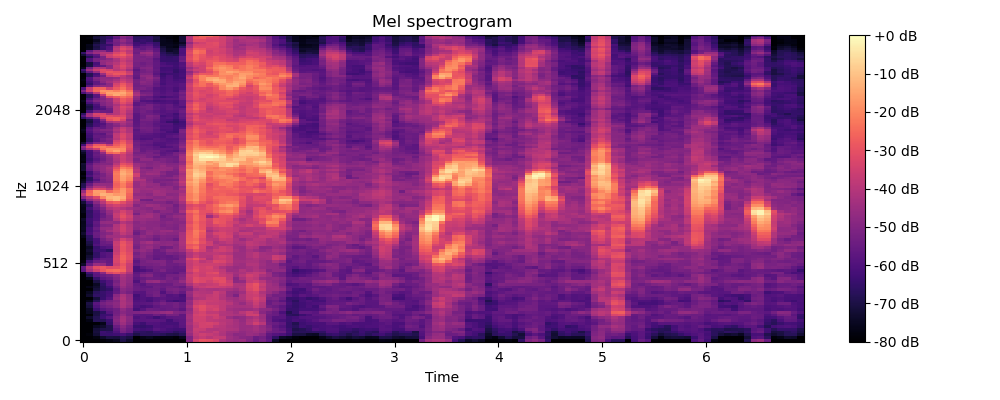 Mel spectrogram
Hz
2048
1024
512
0
0 1 2 3 4 5 6
Time
+0 dB
-10 dB
-20 dB
-30 dB
-40 dB
-50 dB
-60 dB
-70 dB
-80 dB